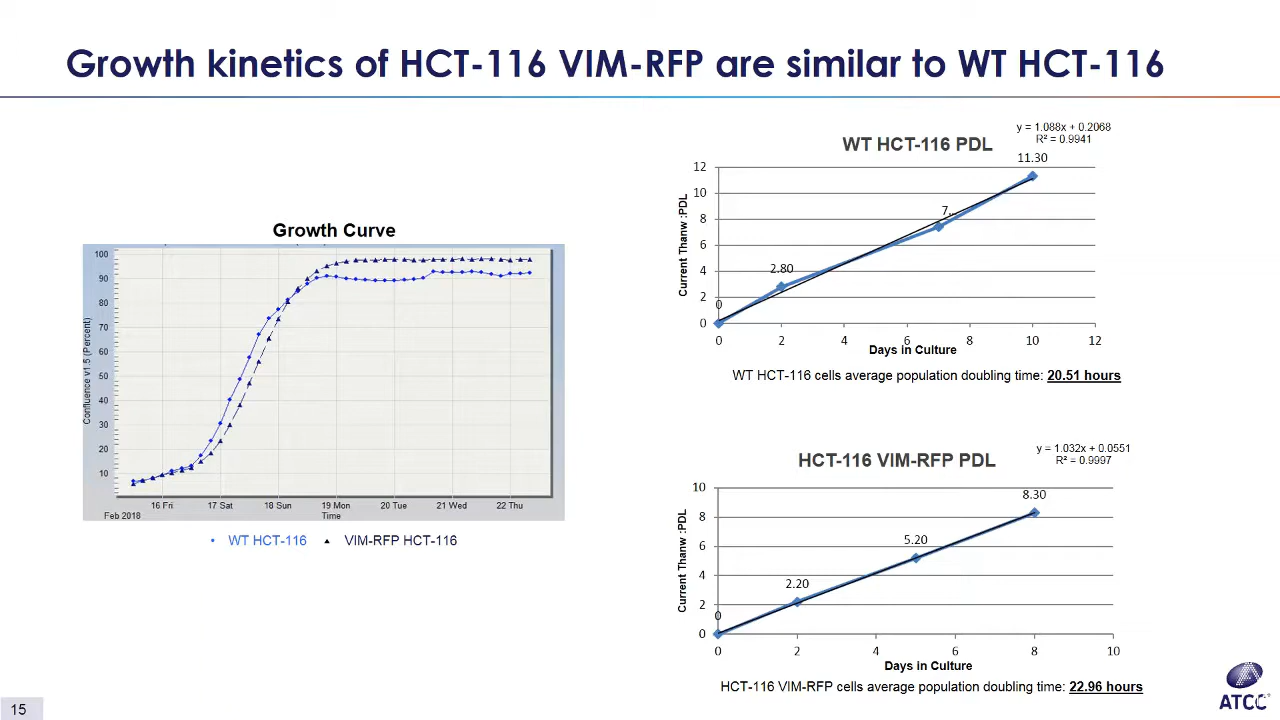 Growth kinetics of HCT-116 VIM-RFP are similar to WT HCT-116
Growth Curve
Confluence v1.5 (Percent)
100
90
80
70
60
50
40
30
20
10
16 Fri
17 Sat
18 Sun
19 Mon
20 Tue
21 Wed
22 Thu
Feb 2018
Time
WT HCT-116
VIM-RFP HCT-116
WT HCT-116 PDL
y = 1.088x + 0.2068
R² = 0.9941
Current Thanw :PDL
12
10
8
6
4
2
0
0
2.80
7...
11.30
0
2
4
6
8
10
12
Days in Culture
WT HCT-116 cells average population doubling time: 20.51 hours
HCT-116 VIM-RFP PDL
y = 1.032x + 0.0551
R² = 0.9997
Current Thanw :PDL
10
8
6
4
2
0
0
2.20
5.20
8.30
0
2
4
6
8
10
Days in Culture
HCT-116 VIM-RFP cells average population doubling time: 22.96 hours
15
ATCC